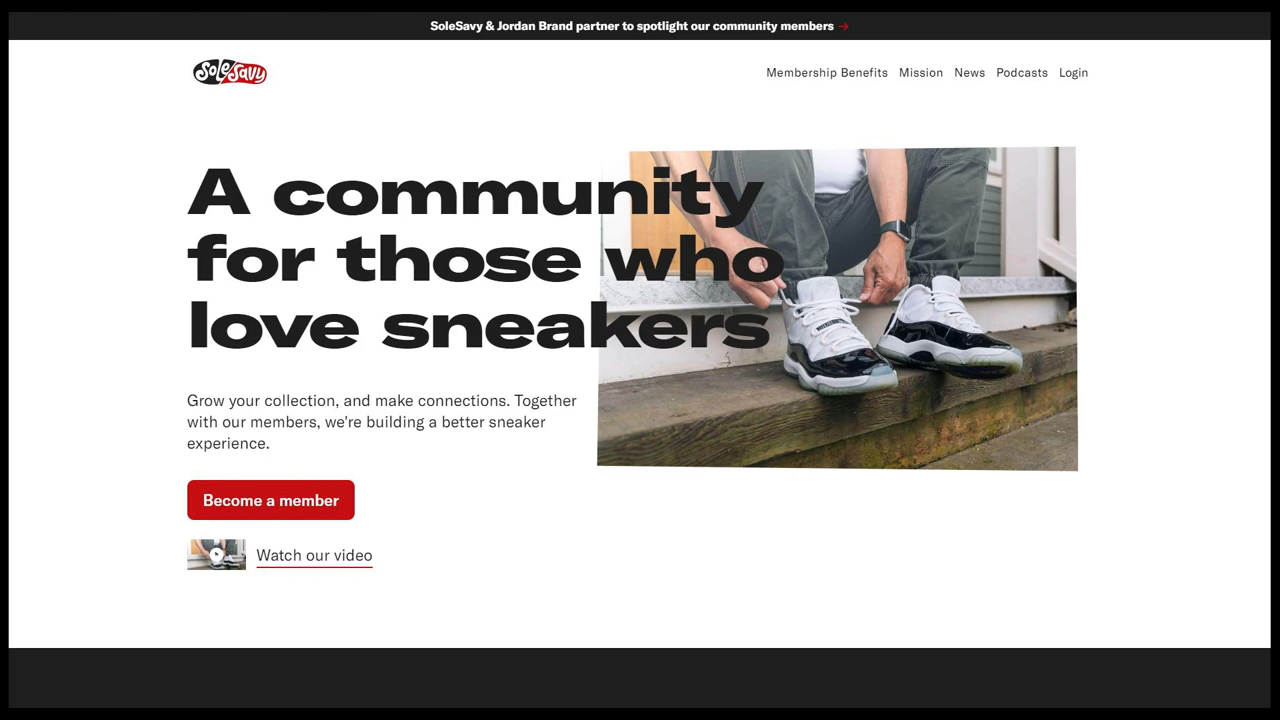 SoleSavy & Jordan Brand partner to spotlight our community members →
SoleSavy
Membership Benefits Mission News Podcasts Login
A community
for those who
love sneakers
Grow your collection, and make connections. Together
with our members, we're building a better sneaker
experience.
Become a member
Watch our video